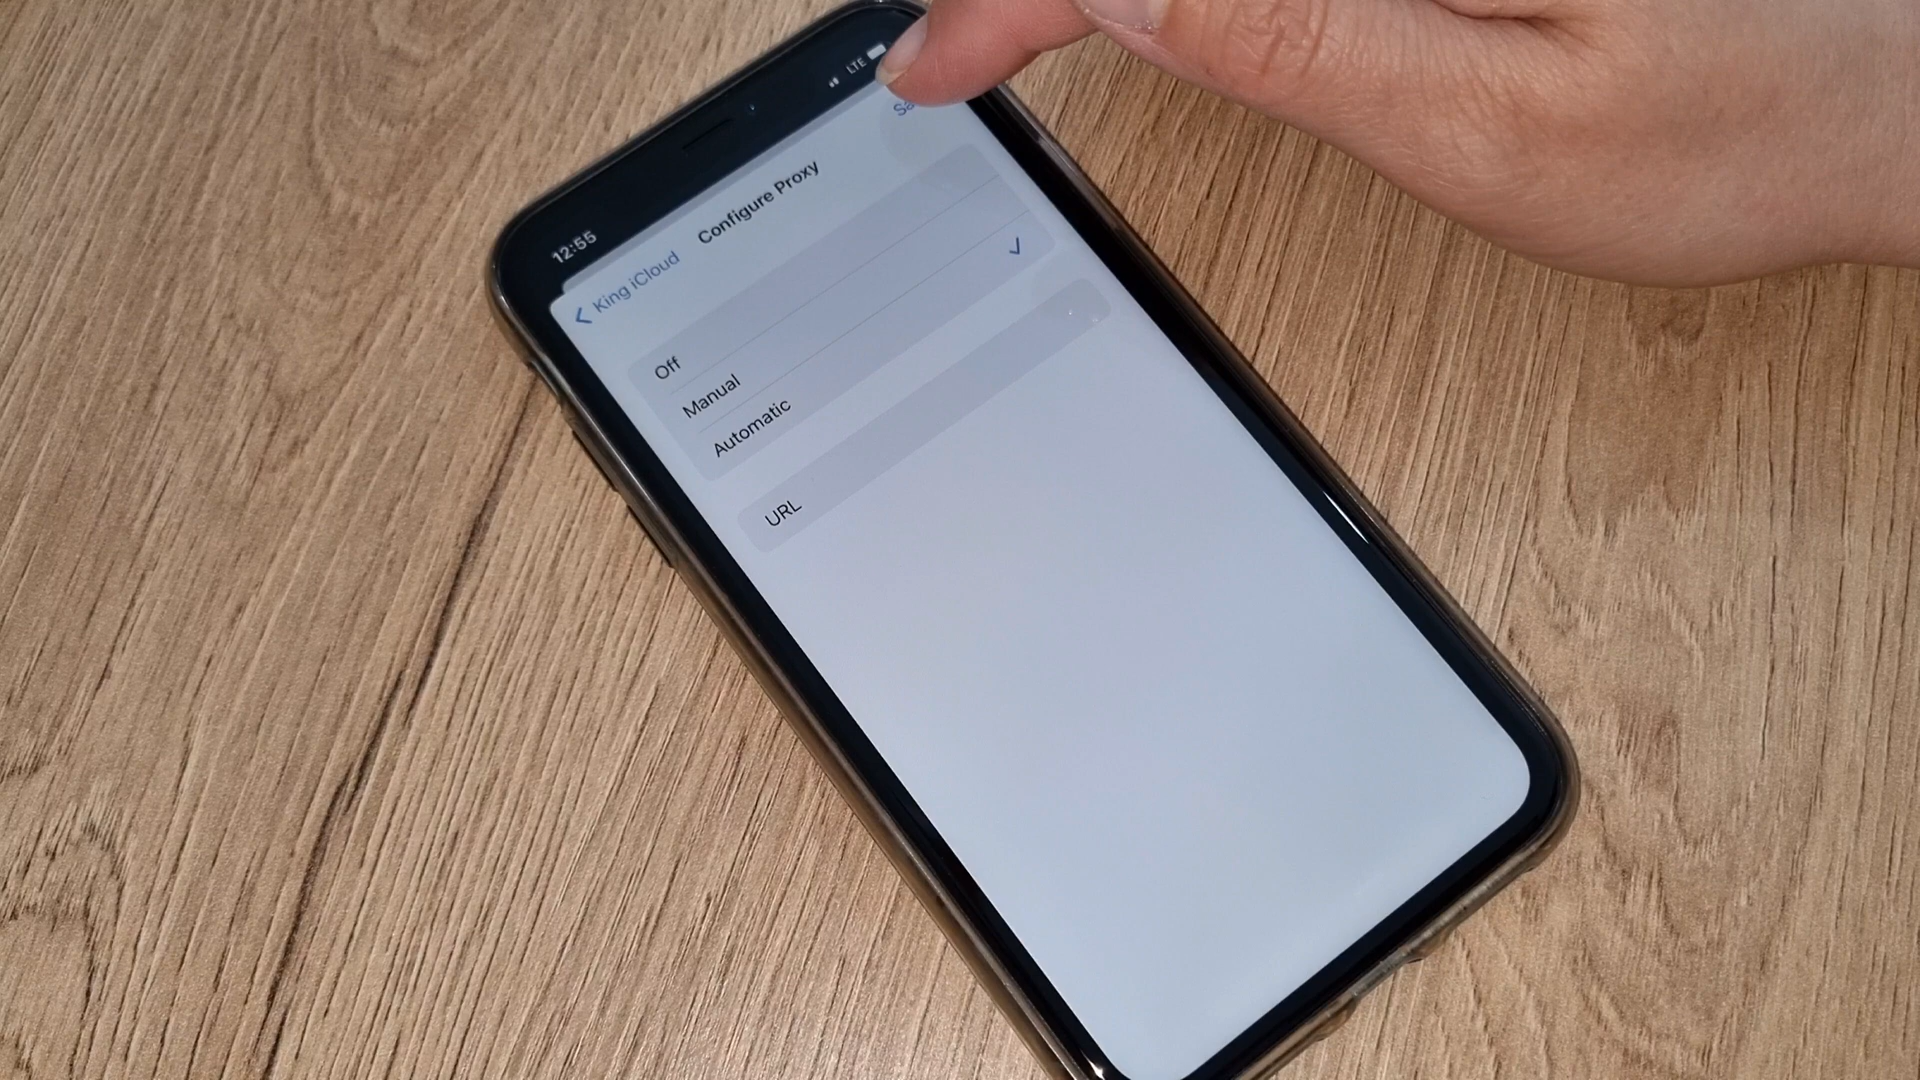 12:55
LTE
King iCloud
Configure Proxy
Off
Manual
Automatic
URL